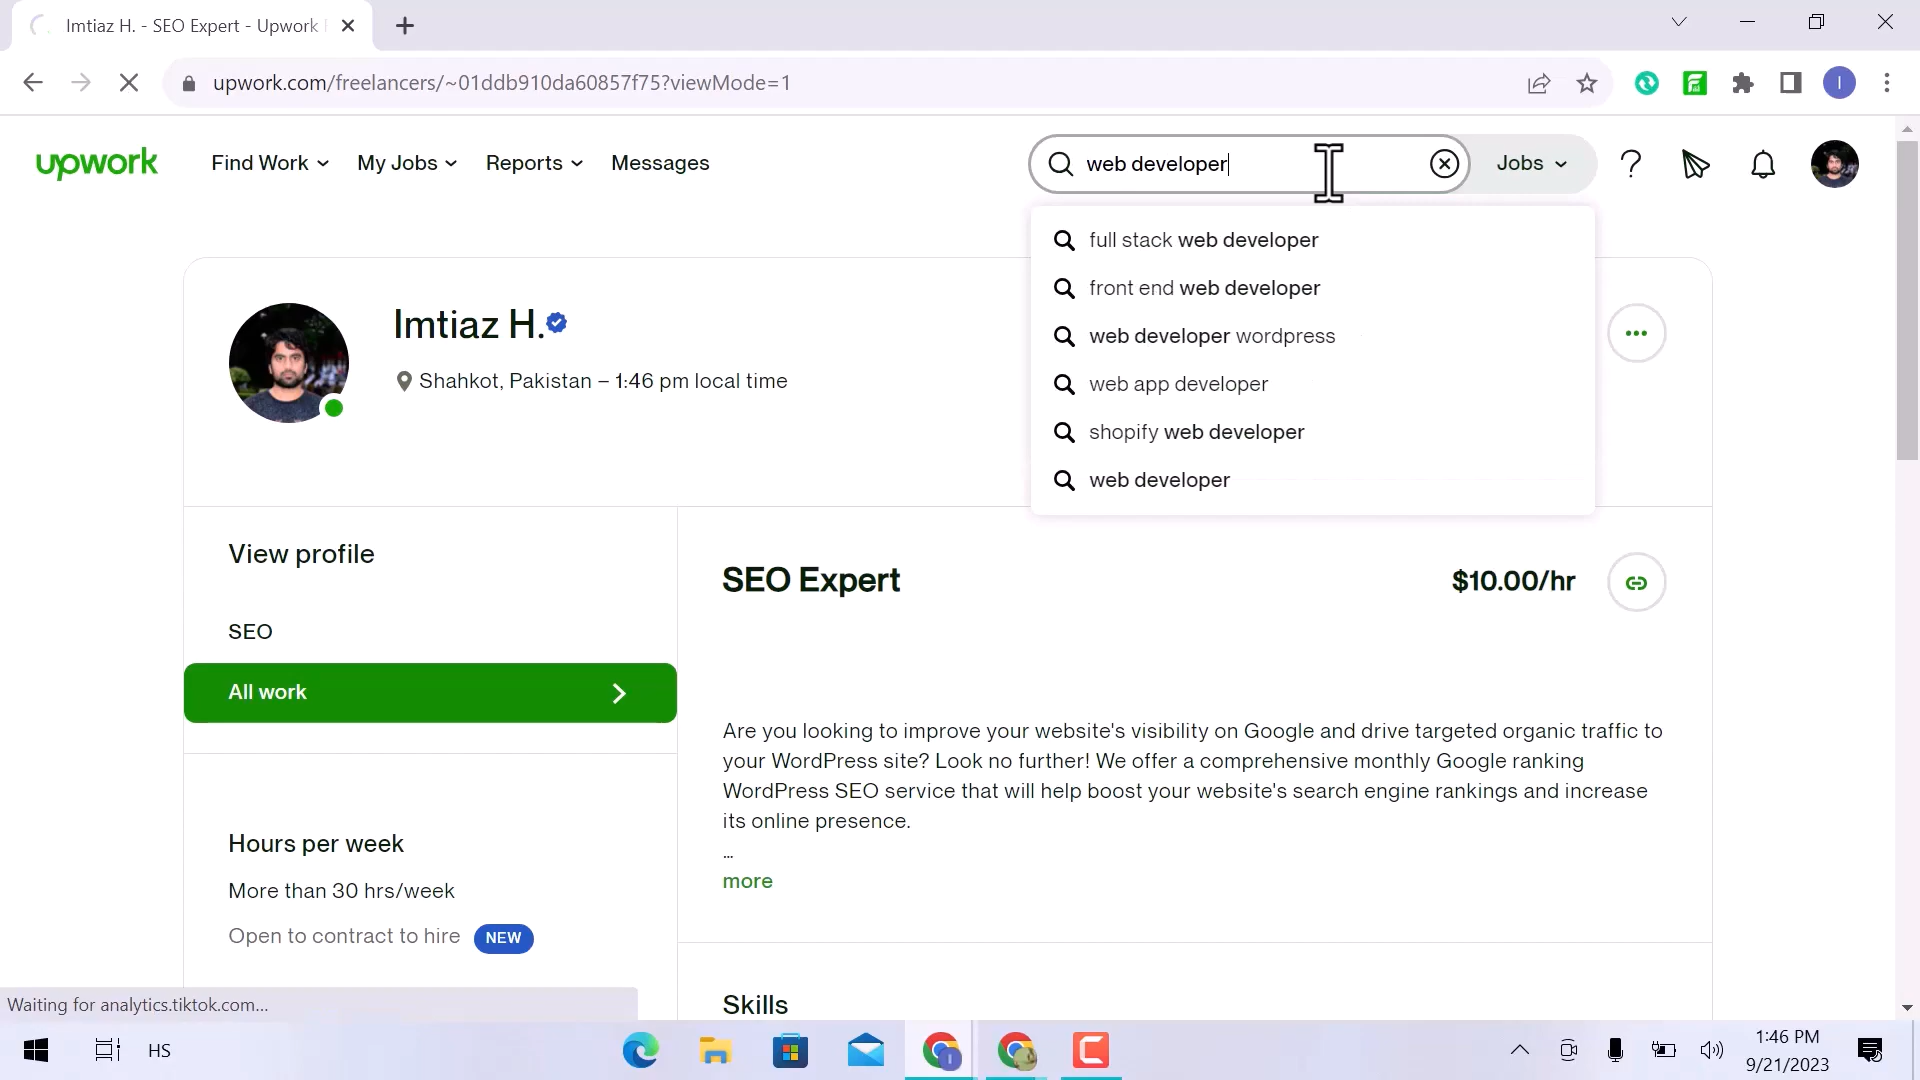 Imtiaz H. - SEO Expert - Upwork
upwork.com/freelancers/~01ddb910da60857f75?viewMode=1
I
upwork
Find Work
My Jobs
Reports
Messages
web developer
Jobs
full stack web developer
front end web developer
web developer wordpress
web app developer
shopify web developer
web developer
Imtiaz H.
Shahkot, Pakistan – 1:46 pm local time
View profile
SEO
All work
Hours per week
More than 30 hrs/week
Open to contract to hire NEW
SEO Expert
$10.00/hr
Are you looking to improve your website's visibility on Google and drive targeted organic traffic to
your WordPress site? Look no further! We offer a comprehensive monthly Google ranking
WordPress SEO service that will help boost your website's search engine rankings and increase
its online presence.
...
more
Skills
Waiting for analytics.tiktok.com...
HS
1:46 PM
9/21/2023